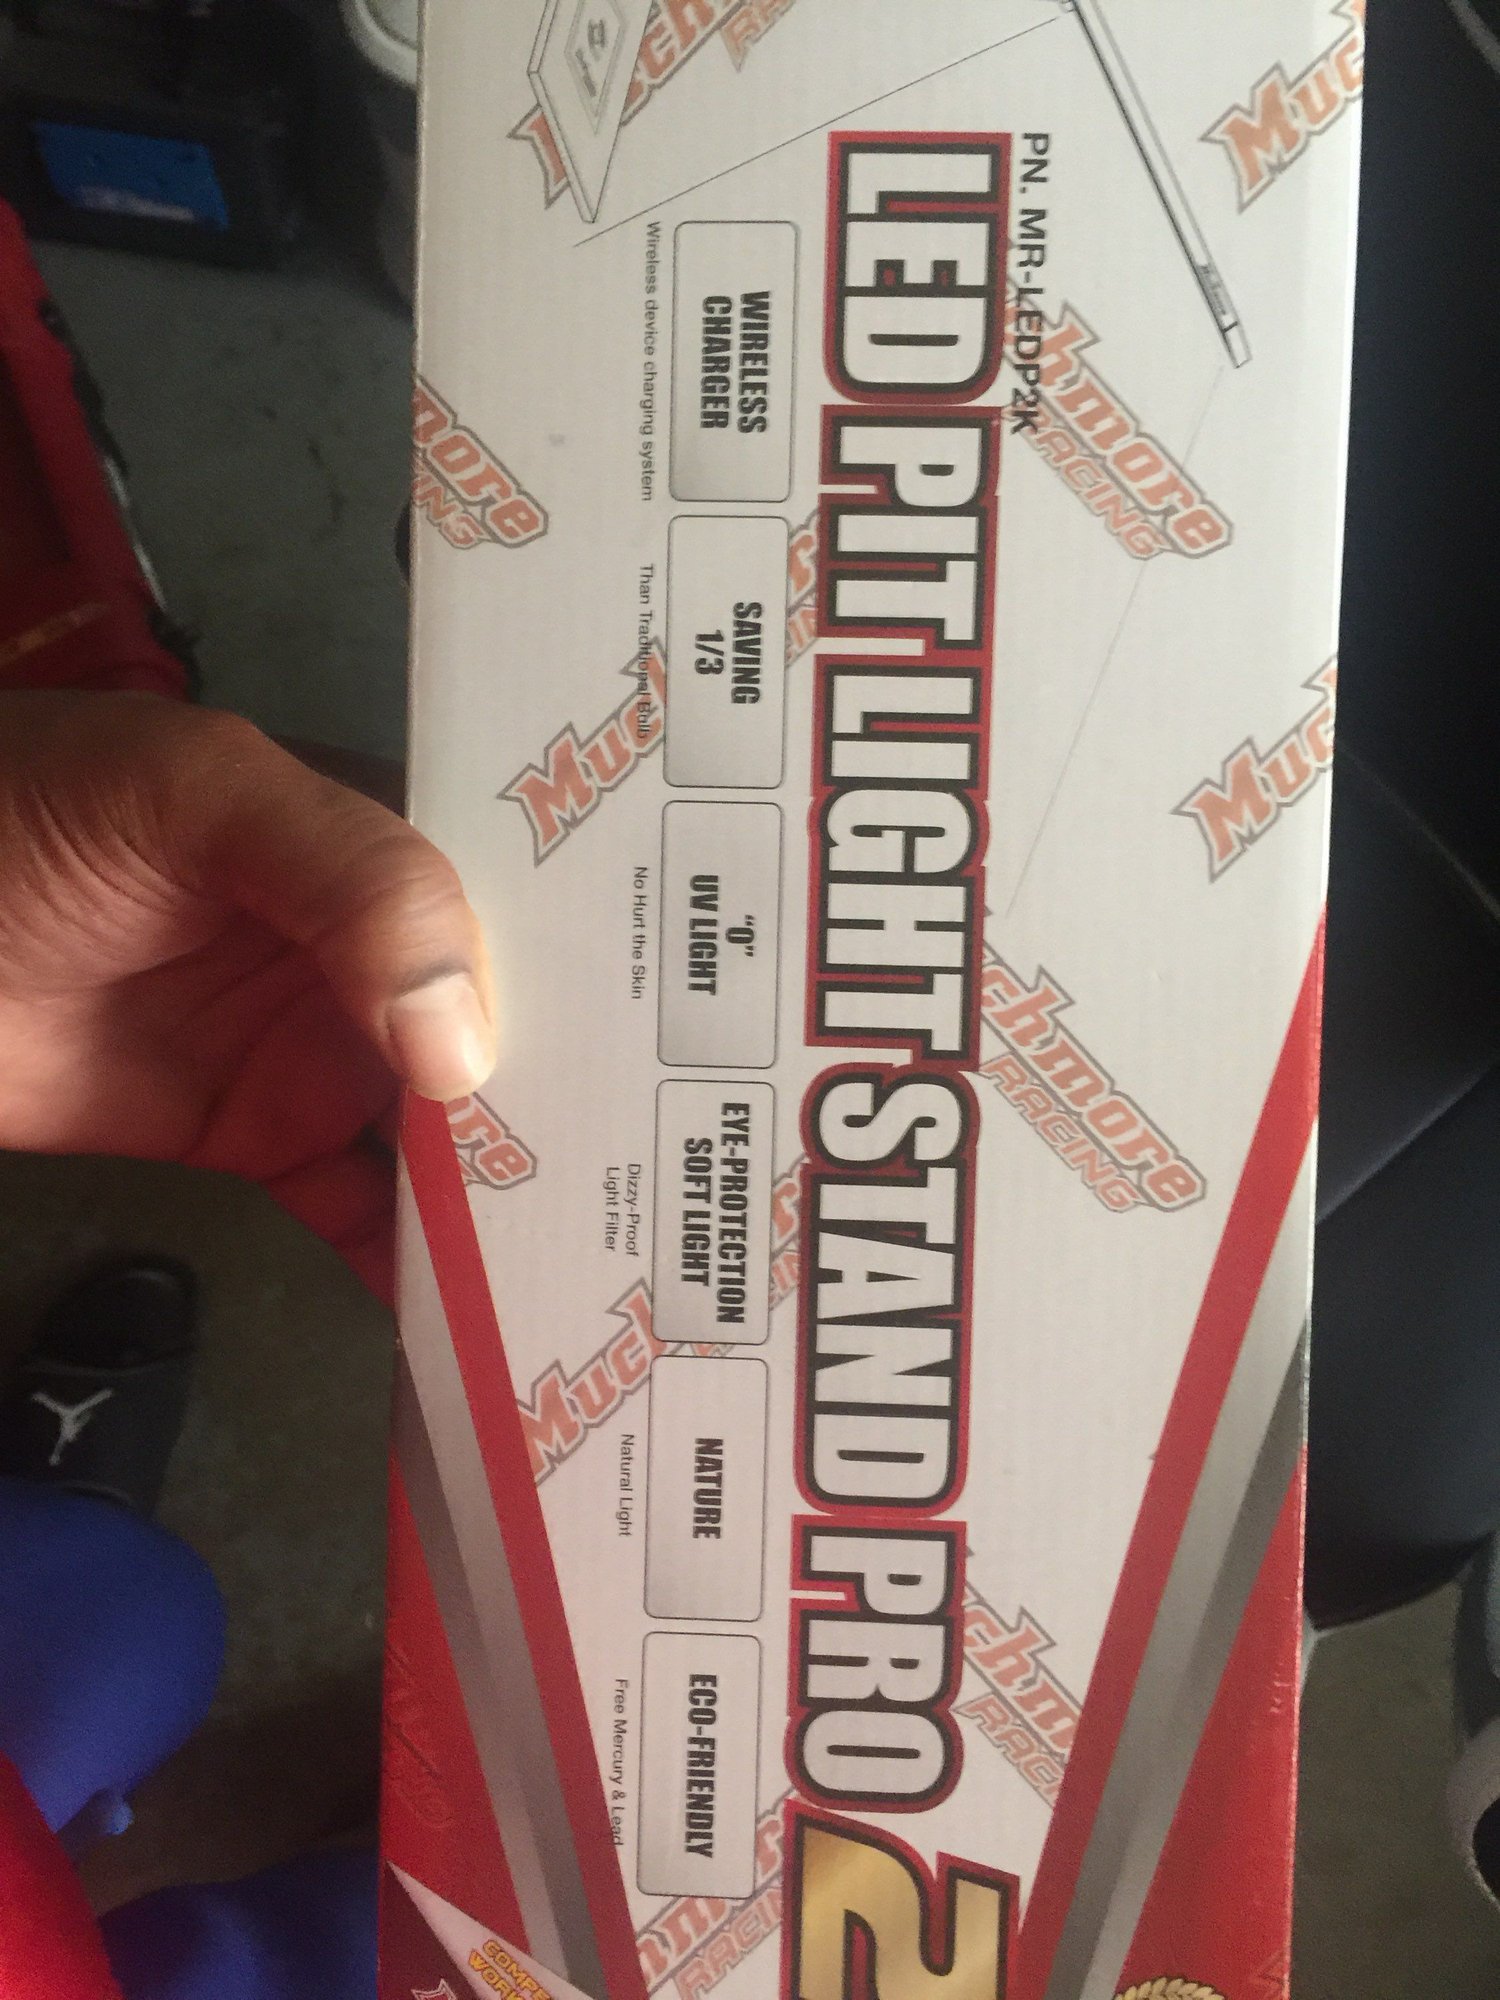 PN. MR-LEDP2K
LED PIT LIGHT STAND PRO 2
WIRELESS
CHARGER
Wireless device charging system
SAVING
1/3
Than Traditional Bulb
“0”
UV LIGHT
No Hurt the Skin
EYE-PROTECTION
SOFT LIGHT
Dizzy-Proof
Light Filter
NATURE
Natural Light
ECO-FRIENDLY
Free Mercury & Lead
Muchmore
RACING